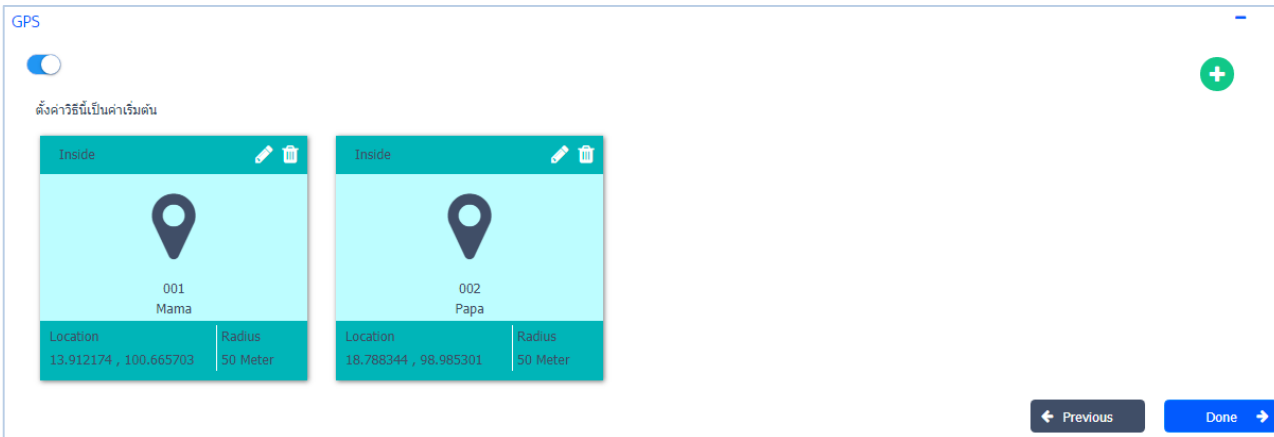 GPS
ตั้งค่าวิธีนี้เป็นค่าเริ่มต้น
Inside
001
Mama
Location
Radius
13.912174 , 100.665703
50 Meter
Inside
002
Papa
Location
Radius
18.788344 , 98.985301
50 Meter
Previous
Done